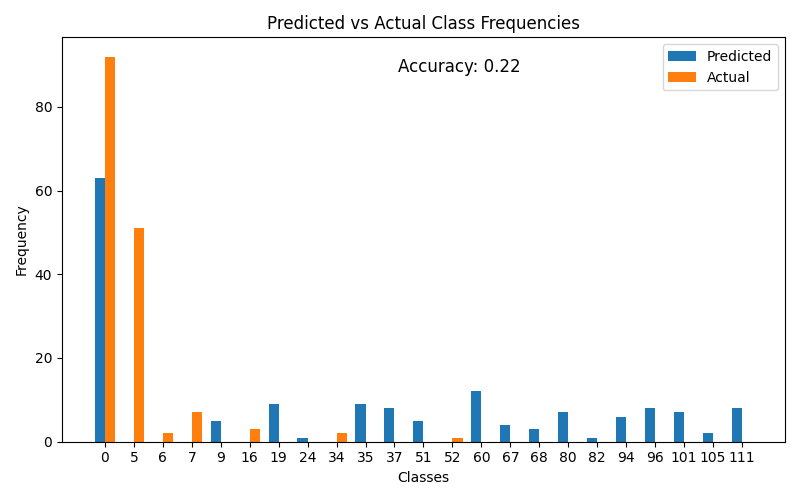 Predicted vs Actual Class Frequencies
Accuracy: 0.22
Predicted
Actual
Frequency
80
60
40
20
0
0 5 6 7 9 16 19 24 34 35 37 51 52 60 67 68 80 82 94 96 101 105 111
Classes